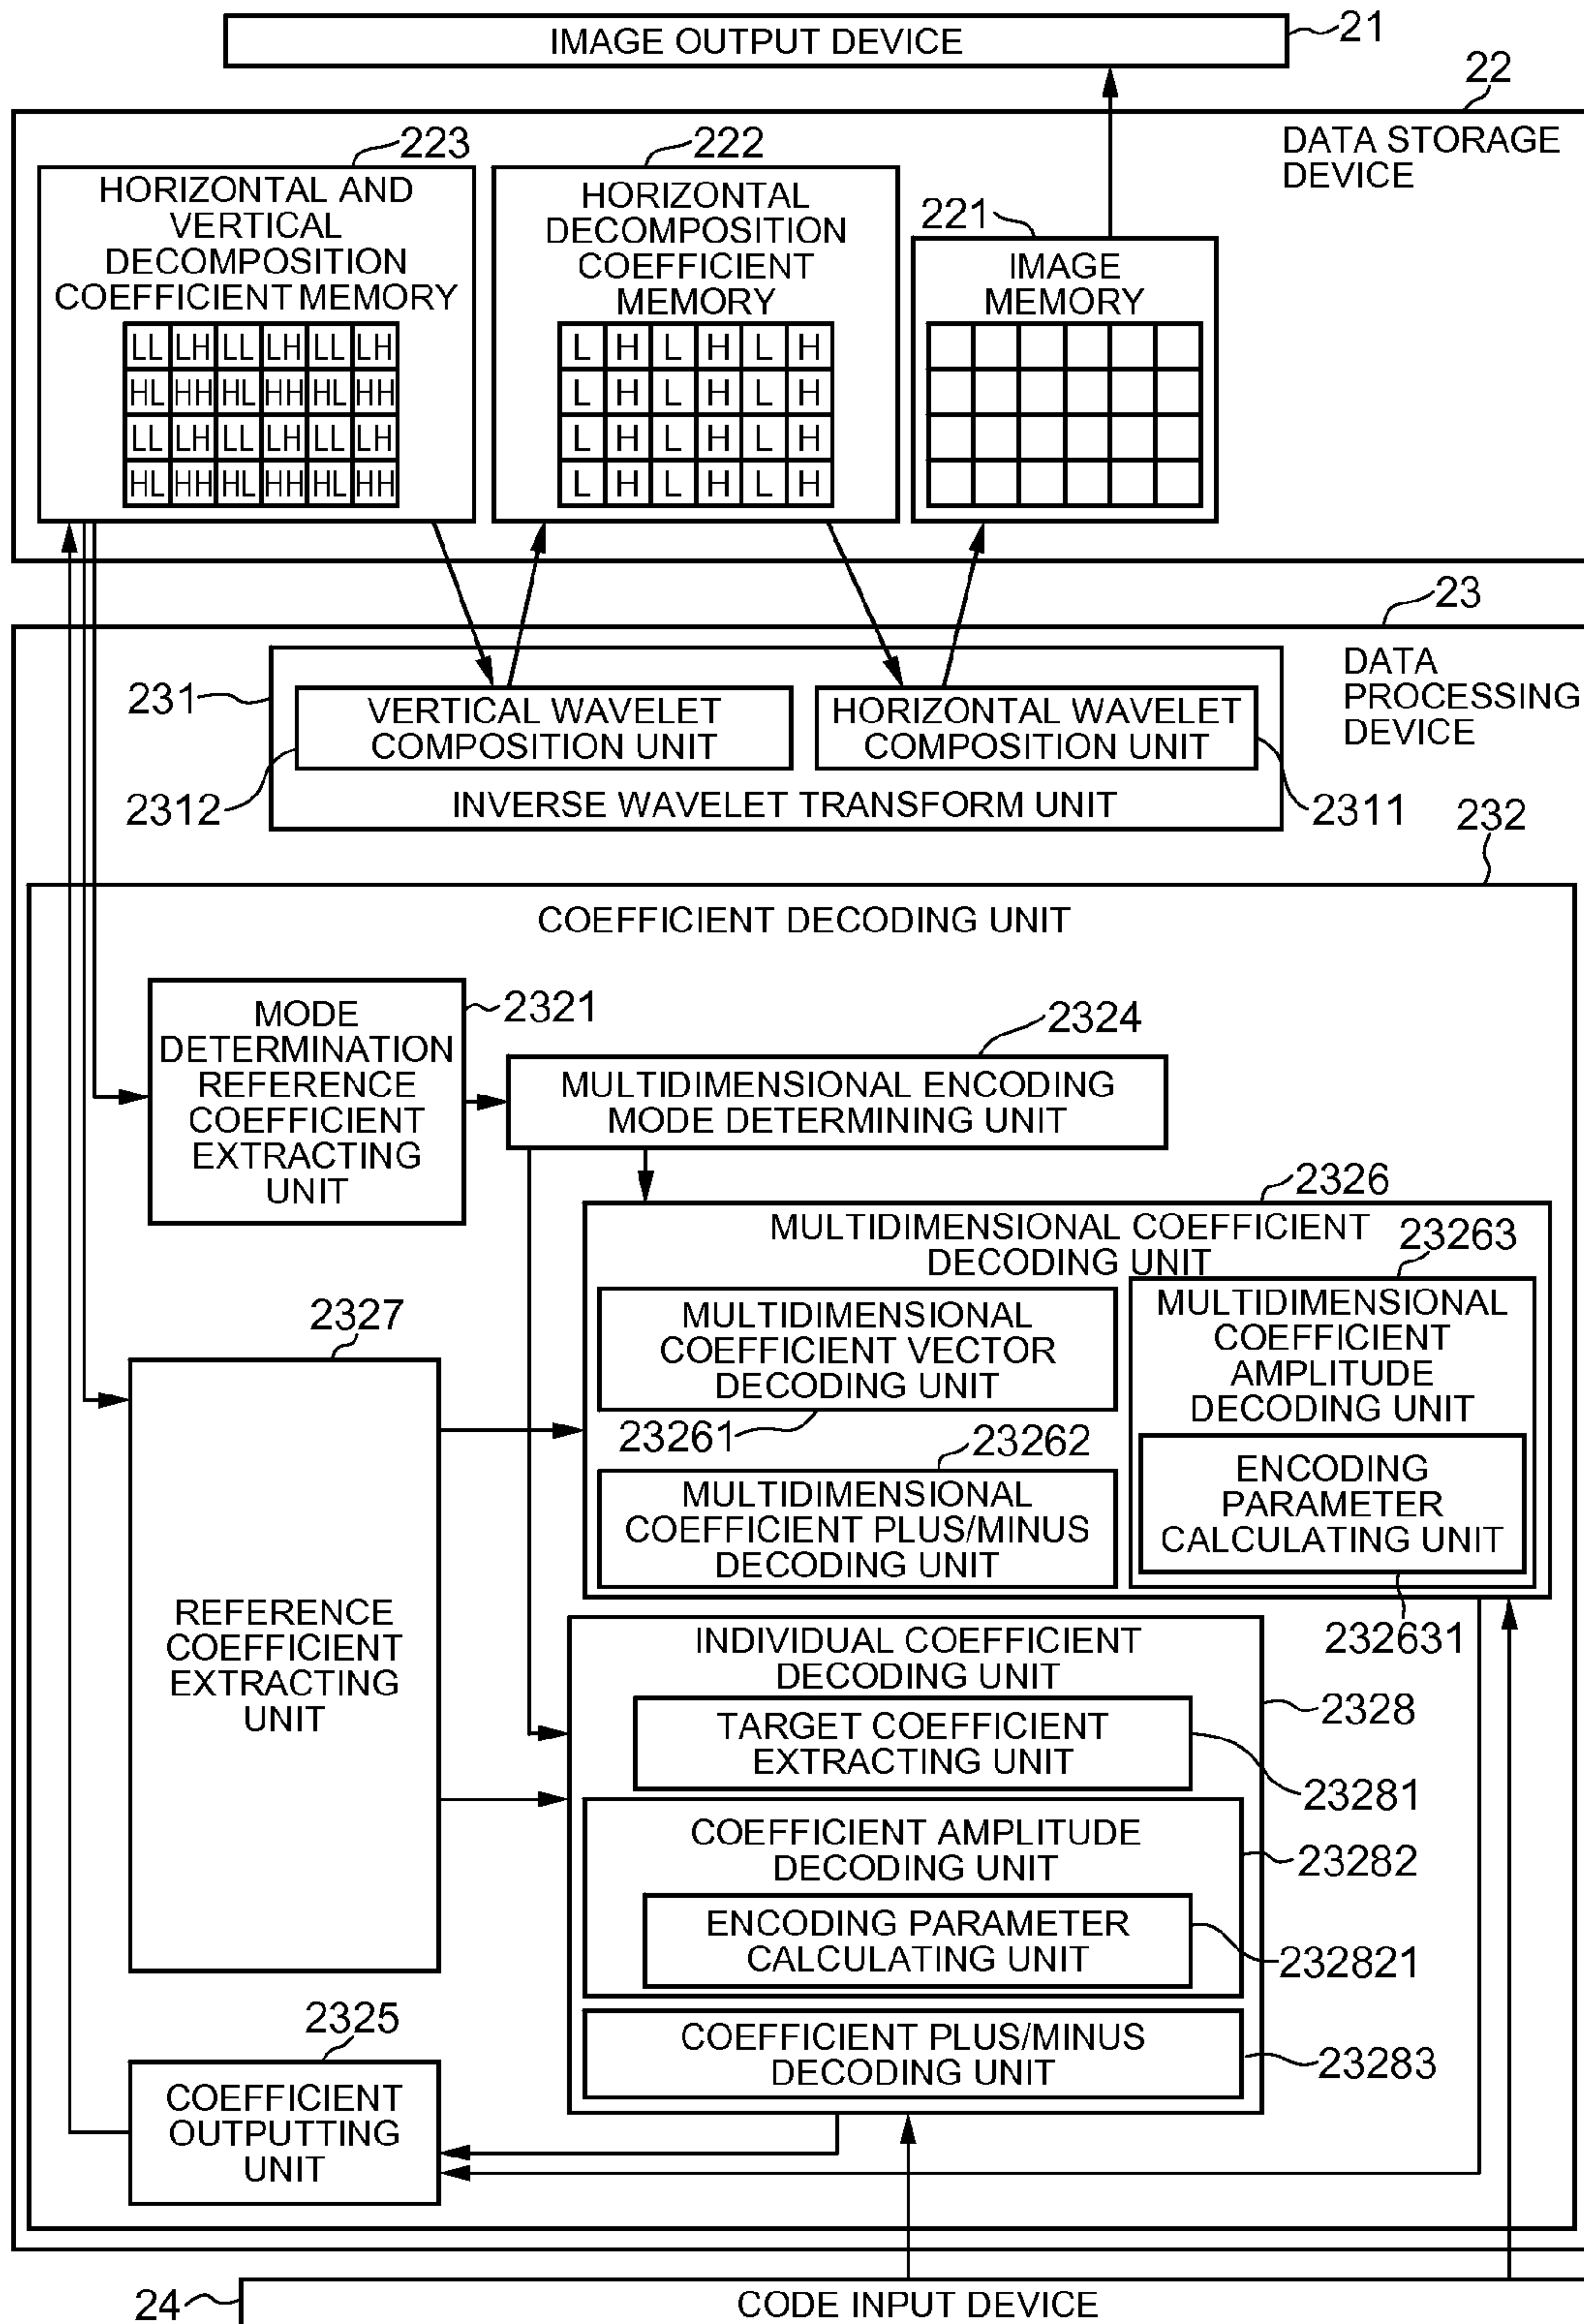 IMAGE OUTPUT DEVICE
21
22
DATA STORAGE
DEVICE
223
HORIZONTAL AND
VERTICAL
DECOMPOSITION
COEFFICIENT MEMORY
LL LH LL LH LL LH
HL HH HL HH HL HH
LL LH LL LH LL LH
HL HH HL HH HL HH
222
HORIZONTAL
DECOMPOSITION
COEFFICIENT
MEMORY
L H L H L H
L H L H L H
L H L H L H
L H L H L H
221
IMAGE
MEMORY
23
DATA
PROCESSING
DEVICE
231
VERTICAL WAVELET
COMPOSITION UNIT
HORIZONTAL WAVELET
COMPOSITION UNIT
2312
INVERSE WAVELET TRANSFORM UNIT
2311
232
COEFFICIENT DECODING UNIT
MODE
DETERMINATION
REFERENCE
COEFFICIENT
EXTRACTING
UNIT
2321
2324
MULTIDIMENSIONAL ENCODING
MODE DETERMINING UNIT
2326
MULTIDIMENSIONAL COEFFICIENT
DECODING UNIT
23263
MULTIDIMENSIONAL
COEFFICIENT VECTOR
DECODING UNIT
23261
23262
MULTIDIMENSIONAL
COEFFICIENT PLUS/MINUS
DECODING UNIT
MULTIDIMENSIONAL
COEFFICIENT
AMPLITUDE
DECODING UNIT
ENCODING
PARAMETER
CALCULATING UNIT
232631
2327
REFERENCE
COEFFICIENT
EXTRACTING
UNIT
INDIVIDUAL COEFFICIENT
DECODING UNIT
2328
TARGET COEFFICIENT
EXTRACTING UNIT
23281
COEFFICIENT AMPLITUDE
DECODING UNIT
23282
ENCODING PARAMETER
CALCULATING UNIT
232821
COEFFICIENT PLUS/MINUS
DECODING UNIT
23283
2325
COEFFICIENT
OUTPUTTING
UNIT
24
CODE INPUT DEVICE